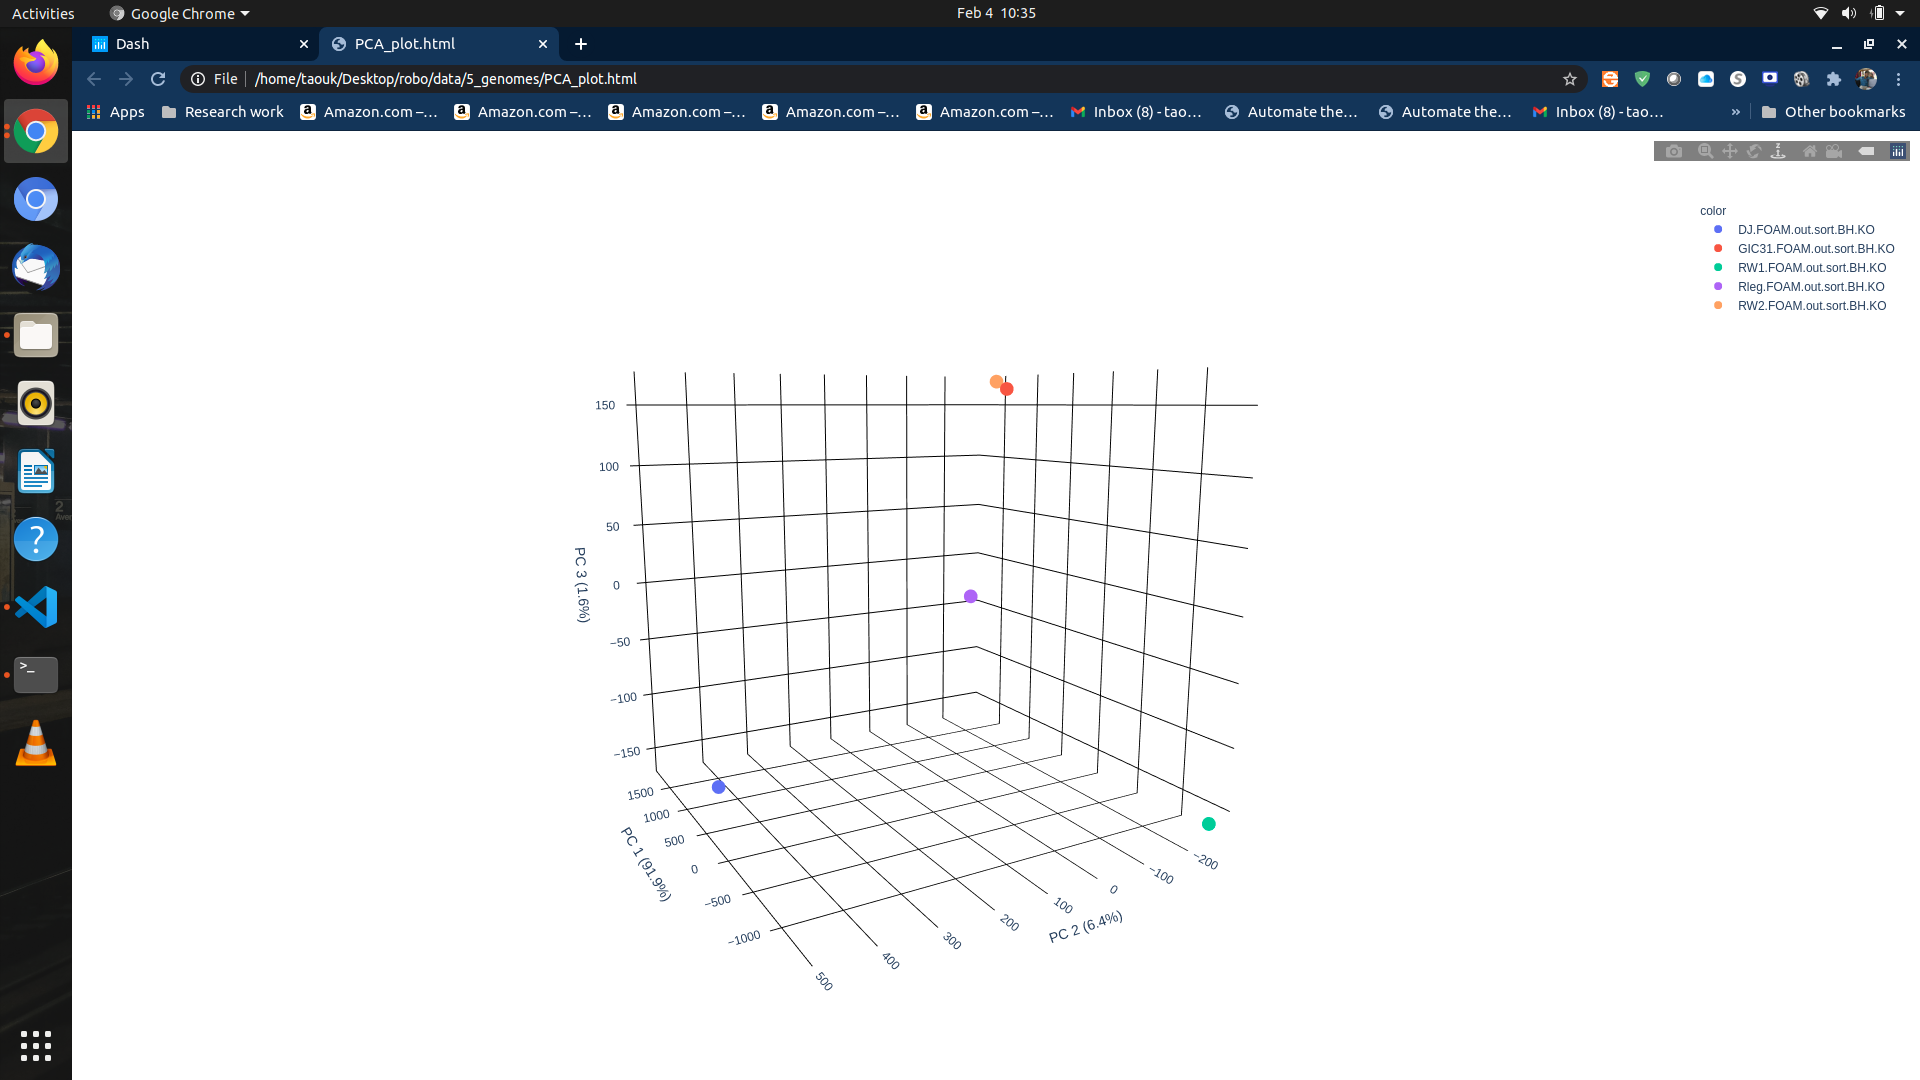 Activities
Google Chrome
Feb 4 10:35
Dash
PCA_plot.html
File
/home/taouk/Desktop/robo/data/5_genomes/PCA_plot.html
Apps
Research work
Amazon.com –...
Amazon.com –...
Amazon.com –...
Amazon.com –...
Amazon.com –...
Inbox (8) - tao...
Automate the...
Automate the...
Inbox (8) - tao...
»
Other bookmarks
color
DJ.FOAM.out.sort.BH.KO
GIC31.FOAM.out.sort.BH.KO
RW1.FOAM.out.sort.BH.KO
Rleg.FOAM.out.sort.BH.KO
RW2.FOAM.out.sort.BH.KO
150
100
50
0
−50
−100
−150
PC 3 (1.6%)
1500
1000
500
0
−500
−1000
PC 1 (91.9%)
500
400
300
200
100
0
−100
−200
PC 2 (6.4%)